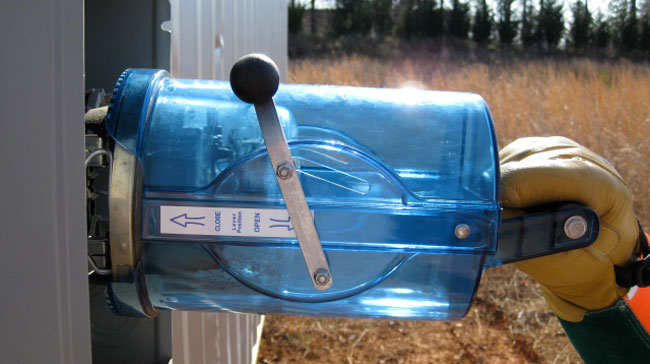 CLOSE
Lever
Position
OPEN